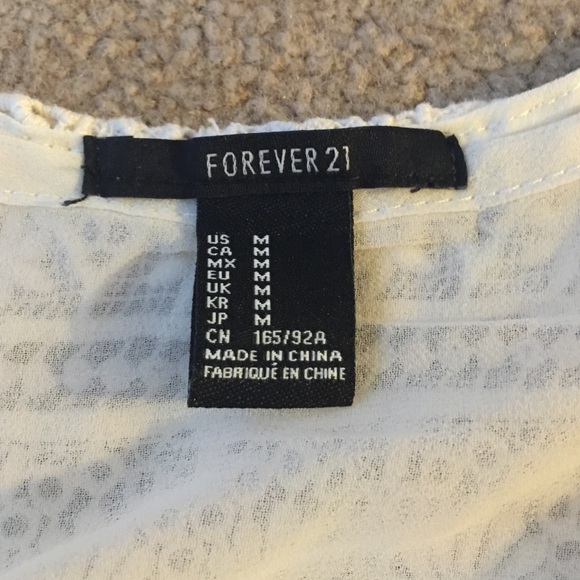 FOREVER 21
US M
CA M
MX M
EU M
UK M
KR M
JP M
CN 165/92A
MADE IN CHINA
FABRIQUÉ EN CHINE